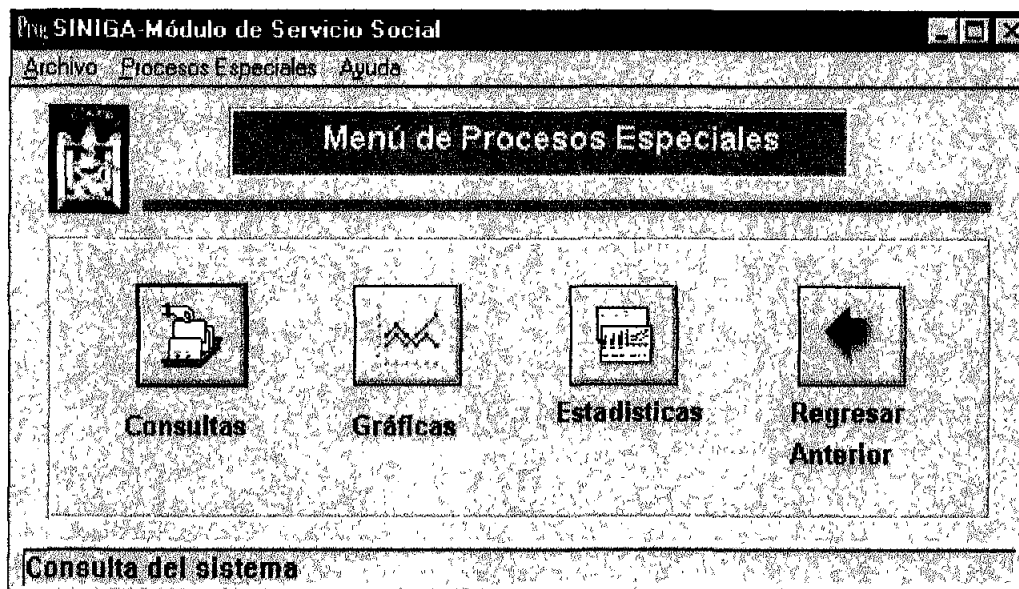 Prog SINIGA-Módulo de Servicio Social
Archivo Procesos Especiales Ayuda
Menú de Procesos Especiales
Consultas Gráficas Estadisticas Regresar
Anterior
Consulta del sistema